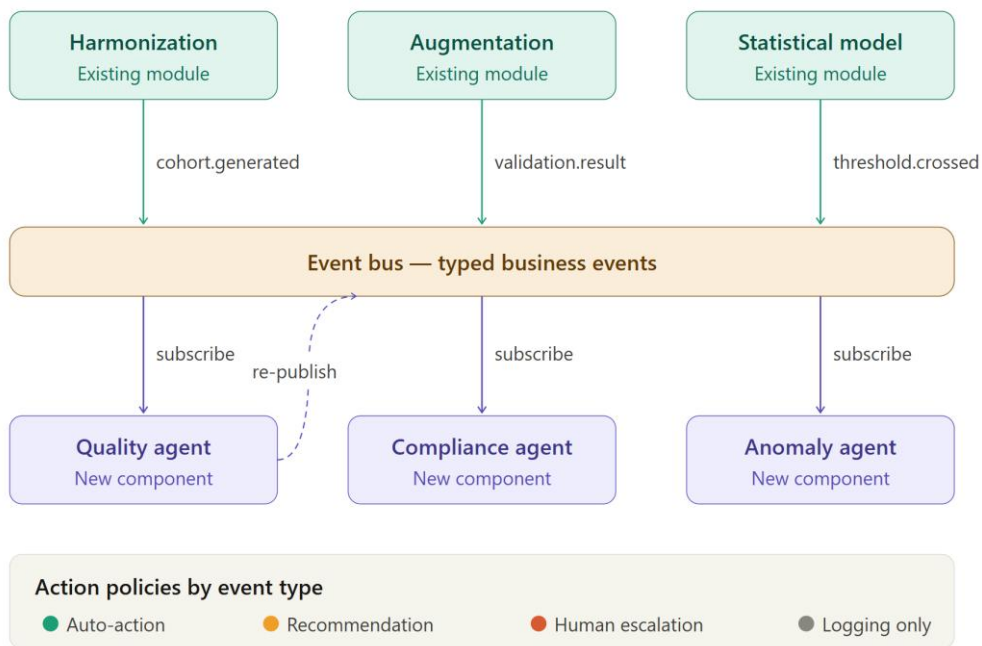 Harmonization
Existing module
Augmentation
Existing module
Statistical model
Existing module
cohort.generated
validation.result
threshold.crossed
Event bus — typed business events
subscribe
re-publish
subscribe
subscribe
Quality agent
New component
Compliance agent
New component
Anomaly agent
New component
Action policies by event type
Auto-action
Recommendation
Human escalation
Logging only